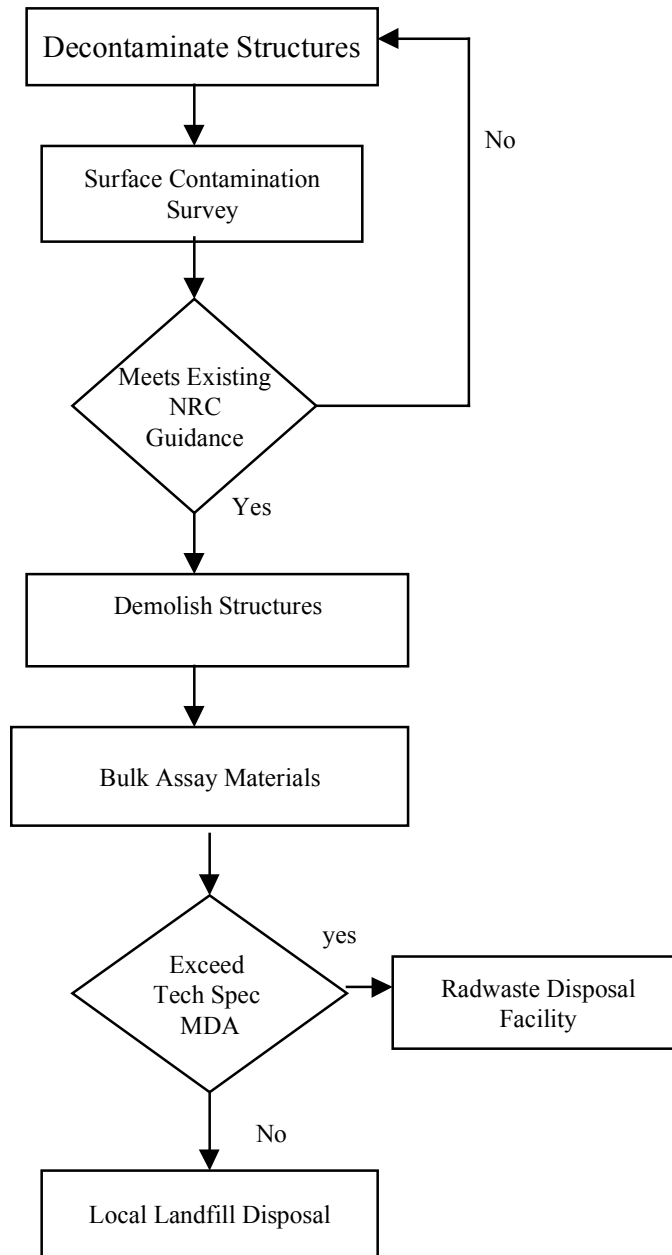 Decontaminate Structures
No
Surface Contamination
Survey
Meets Existing
NRC
Guidance
Yes
Demolish Structures
Bulk Assay Materials
yes
Exceed
Tech Spec
MDA
Radwaste Disposal
Facility
No
Local Landfill Disposal